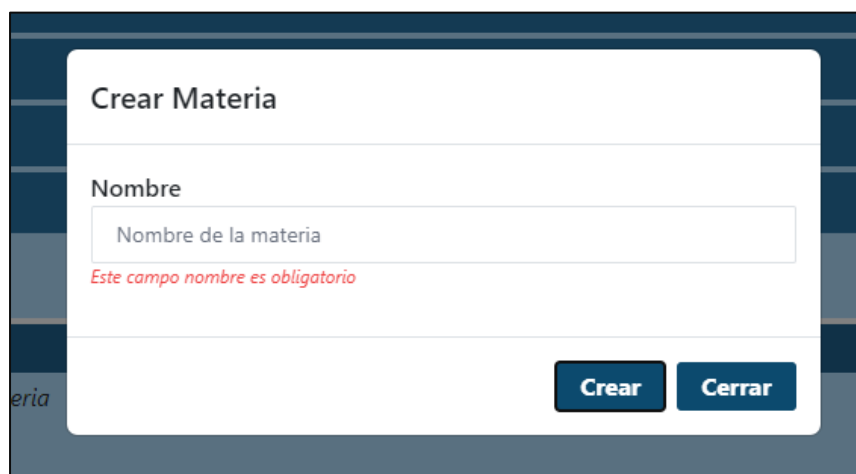 Crear Materia
Nombre
Nombre de la materia
Este campo nombre es obligatorio
Crear Cerrar
eria